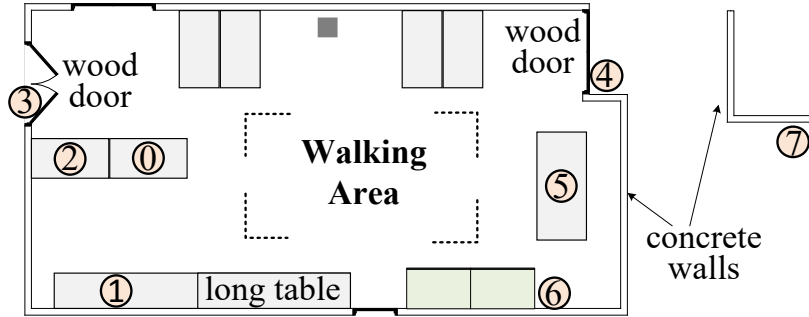 wood
door
wood
door
4
3
7
2
0
Walking
Area
5
concrete
walls
1
long table
6